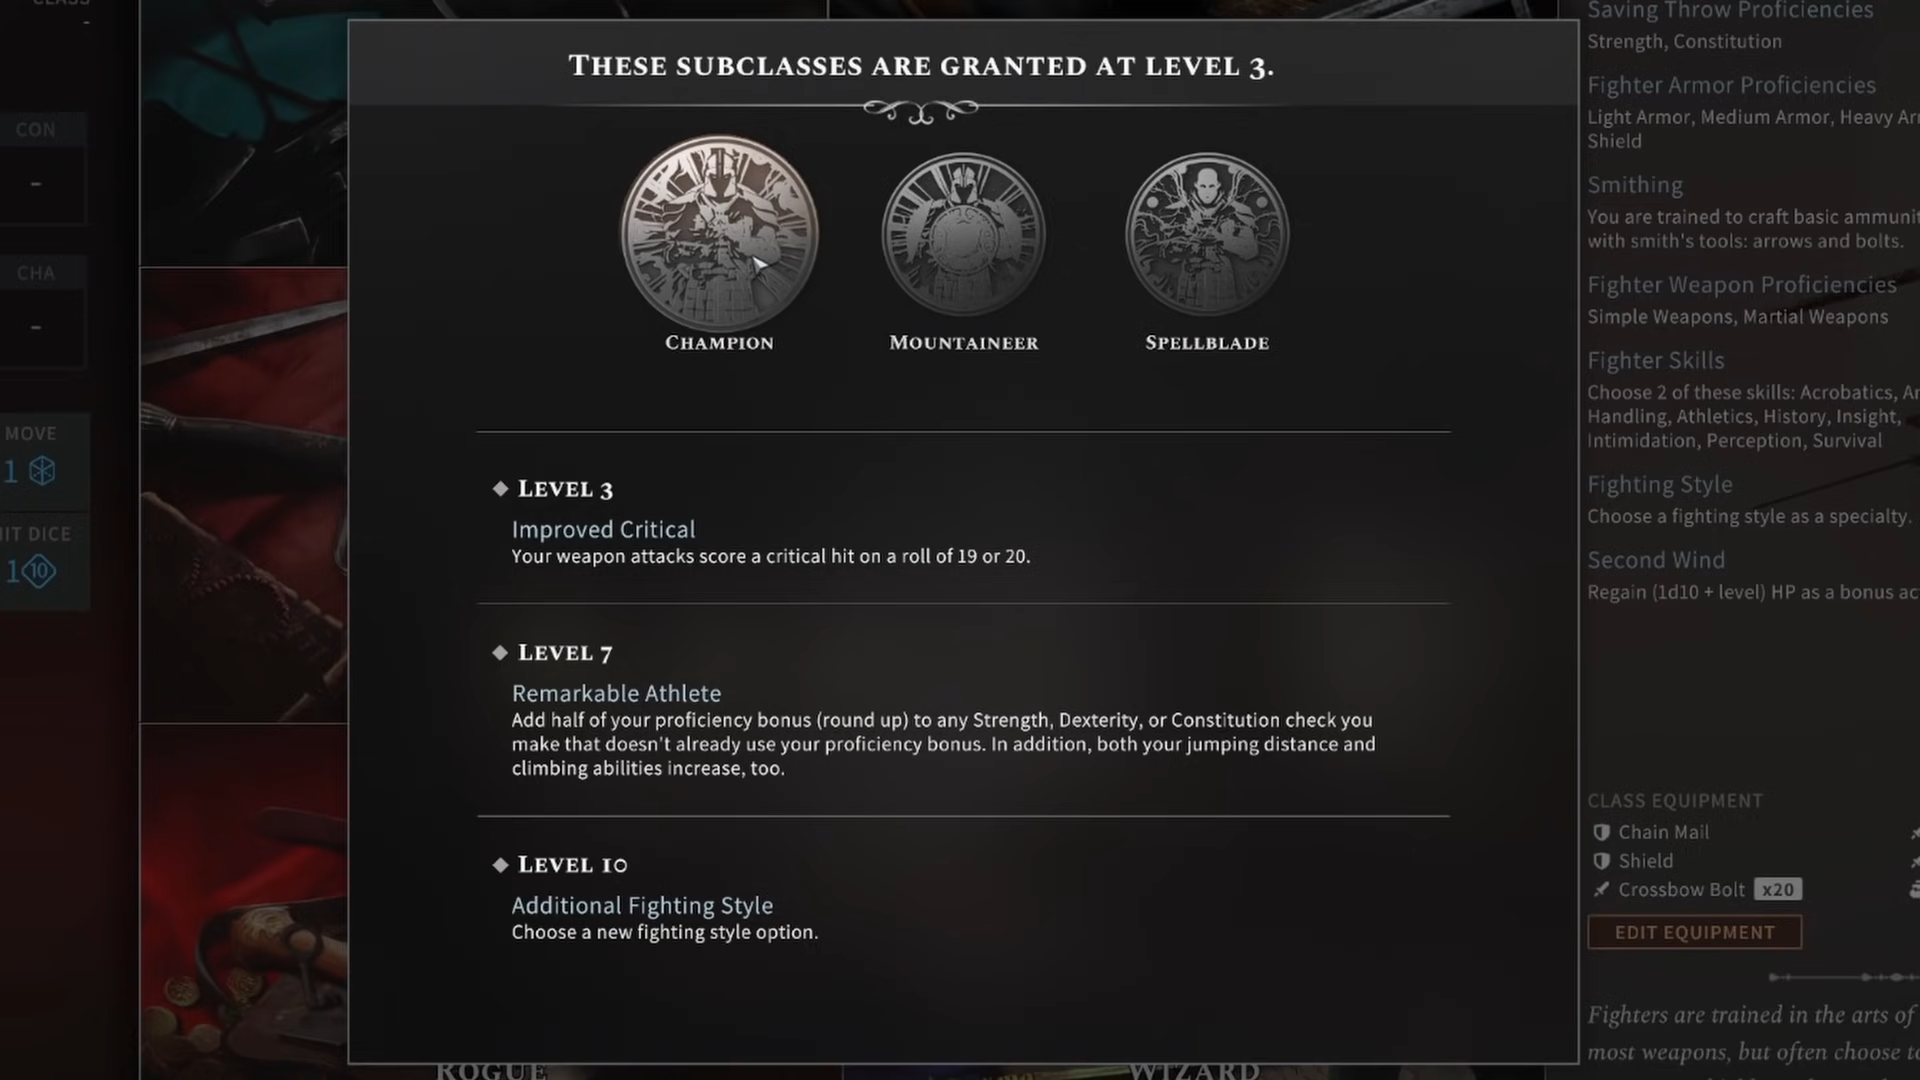 THESE SUBCLASSES ARE GRANTED AT LEVEL 3.
CHAMPION
MOUNTAINEER
SPELLBLADE
LEVEL 3
Improved Critical
Your weapon attacks score a critical hit on a roll of 19 or 20.
LEVEL 7
Remarkable Athlete
Add half of your proficiency bonus (round up) to any Strength, Dexterity, or Constitution check you
make that doesn't already use your proficiency bonus. In addition, both your jumping distance and
climbing abilities increase, too.
LEVEL 10
Additional Fighting Style
Choose a new fighting style option.
CLASS
-
CON
-
CHA
-
MOVE
1
HIT DICE
1 10
Saving Throw Proficiencies
Strength, Constitution
Fighter Armor Proficiencies
Light Armor, Medium Armor, Heavy
Shield
Smithing
You are trained to craft basic
with smith's tools: arrows and bolts.
Fighter Weapon Proficiencies
Simple Weapons, Martial Weapons
Fighter Skills
Choose 2 of these skills: Acrobatics,
Handling, Athletics, History, Insight,
Intimidation, Perception, Survival
Fighting Style
Choose a fighting style as a specialty.
Second Wind
Regain (1d10 + level) HP as a bonus
CLASS EQUIPMENT
Chain Mail
Shield
Crossbow Bolt x20
EDIT EQUIPMENT
Fighters are trained in the arts of
most weapons, but often choose
ROGUE
WIZARD